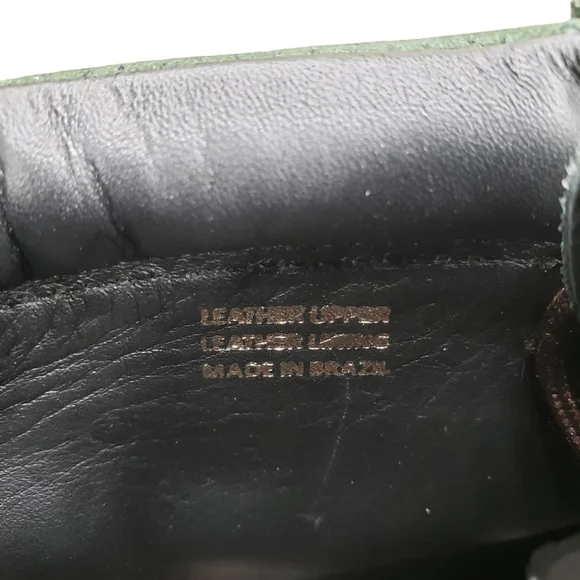 LEATHER UPPER
LEATHER LINING
MADE IN BRAZIL